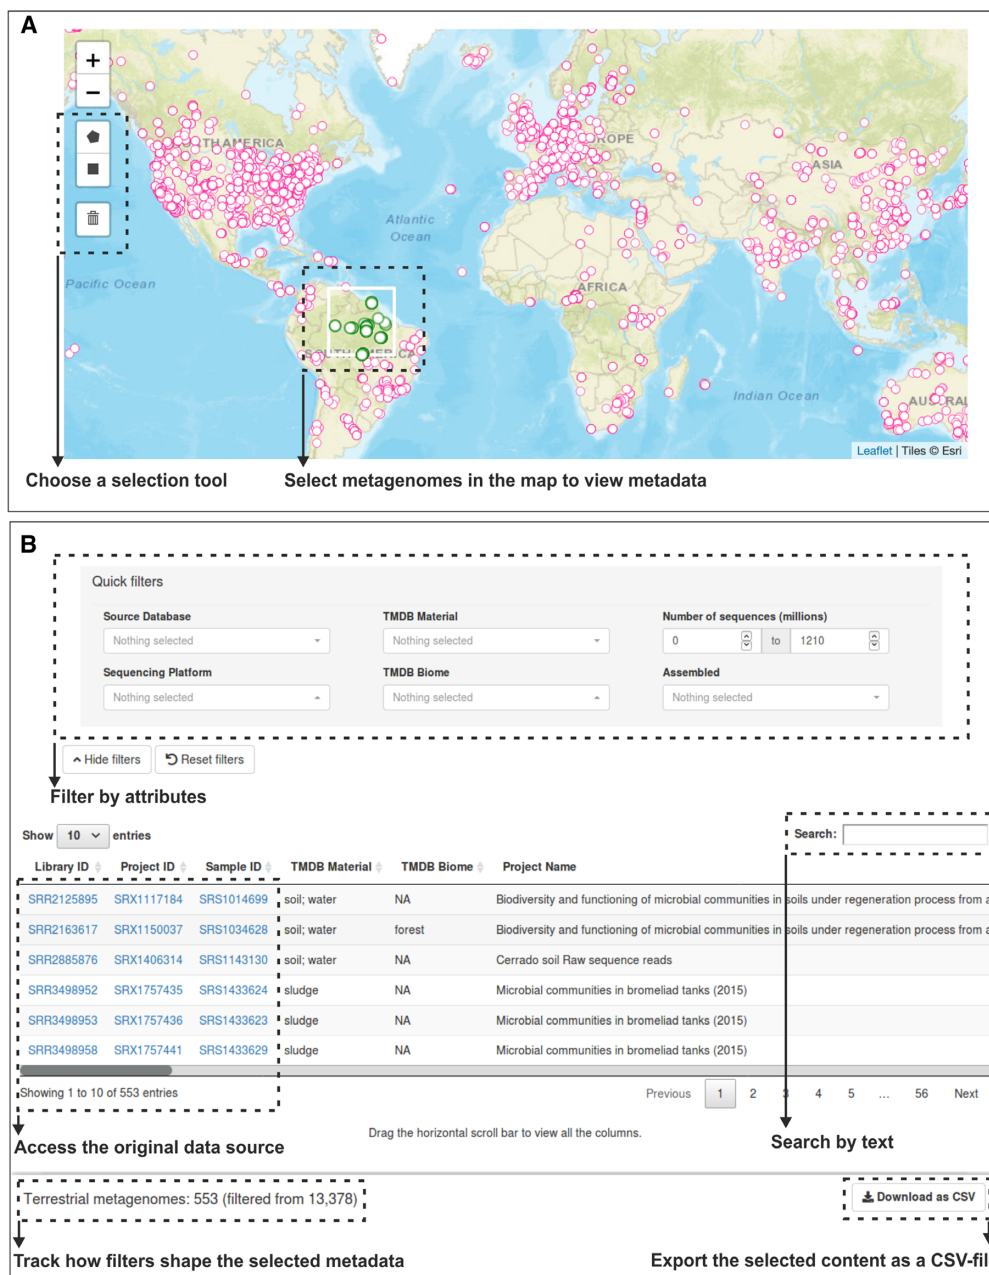 A
+
−
NORTH AMERICA
EUROPE
ASIA
Atlantic
Ocean
Pacific Ocean
AFRICA
SOUTH AMERICA
Indian Ocean
AUSTRAL
Leaflet | Tiles © Esri
Choose a selection tool
Select metagenomes in the map to view metadata
B
Quick filters
Source Database
TMDB Material
Number of sequences (millions)
Nothing selected
Nothing selected
0 to 1210
Sequencing Platform
TMDB Biome
Assembled
Nothing selected
Nothing selected
Nothing selected
Hide filters
Reset filters
Filter by attributes
Show 10 entries
Search:
Library ID Project ID Sample ID TMDB Material TMDB Biome Project Name
SRR2125895 SRX1117184 SRS1014699 soil; water NA Biodiversity and functioning of microbial communities in soils under regeneration process from a
SRR2163617 SRX1150037 SRS1034628 soil; water forest Biodiversity and functioning of microbial communities in soils under regeneration process from a
SRR2885876 SRX1406314 SRS1143130 soil; water NA Cerrado soil Raw sequence reads
SRR3498952 SRX1757435 SRS1433624 sludge NA Microbial communities in bromeliad tanks (2015)
SRR3498953 SRX1757436 SRS1433623 sludge NA Microbial communities in bromeliad tanks (2015)
SRR3498958 SRX1757441 SRS1433629 sludge NA Microbial communities in bromeliad tanks (2015)
Showing 1 to 10 of 553 entries
Previous 1 2 3 4 5 ... 56 Next
Access the original data source
Drag the horizontal scroll bar to view all the columns.
Search by text
Terrestrial metagenomes: 553 (filtered from 13,378)
Download as CSV
Track how filters shape the selected metadata
Export the selected content as a CSV-fil